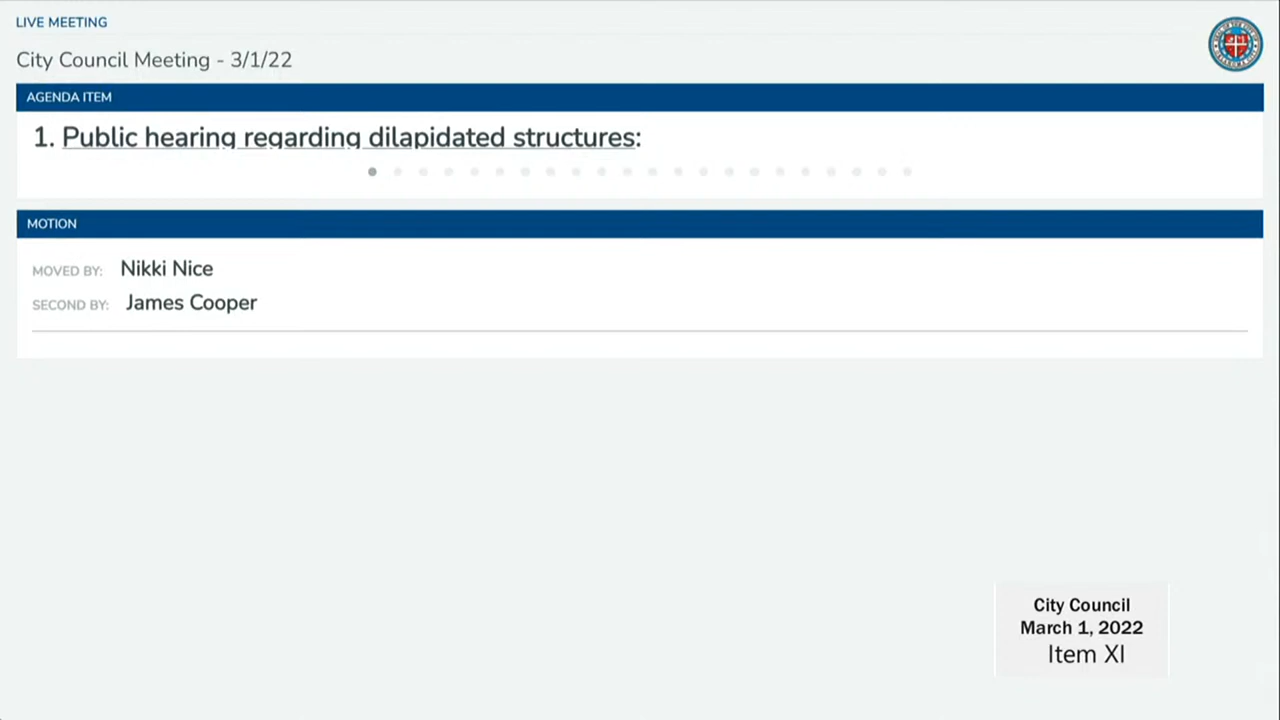 LIVE MEETING
City Council Meeting - 3/1/22
AGENDA ITEM
1. Public hearing regarding dilapidated structures:
MOTION
MOVED BY: Nikki Nice
SECOND BY: James Cooper
City Council
March 1, 2022
Item XI